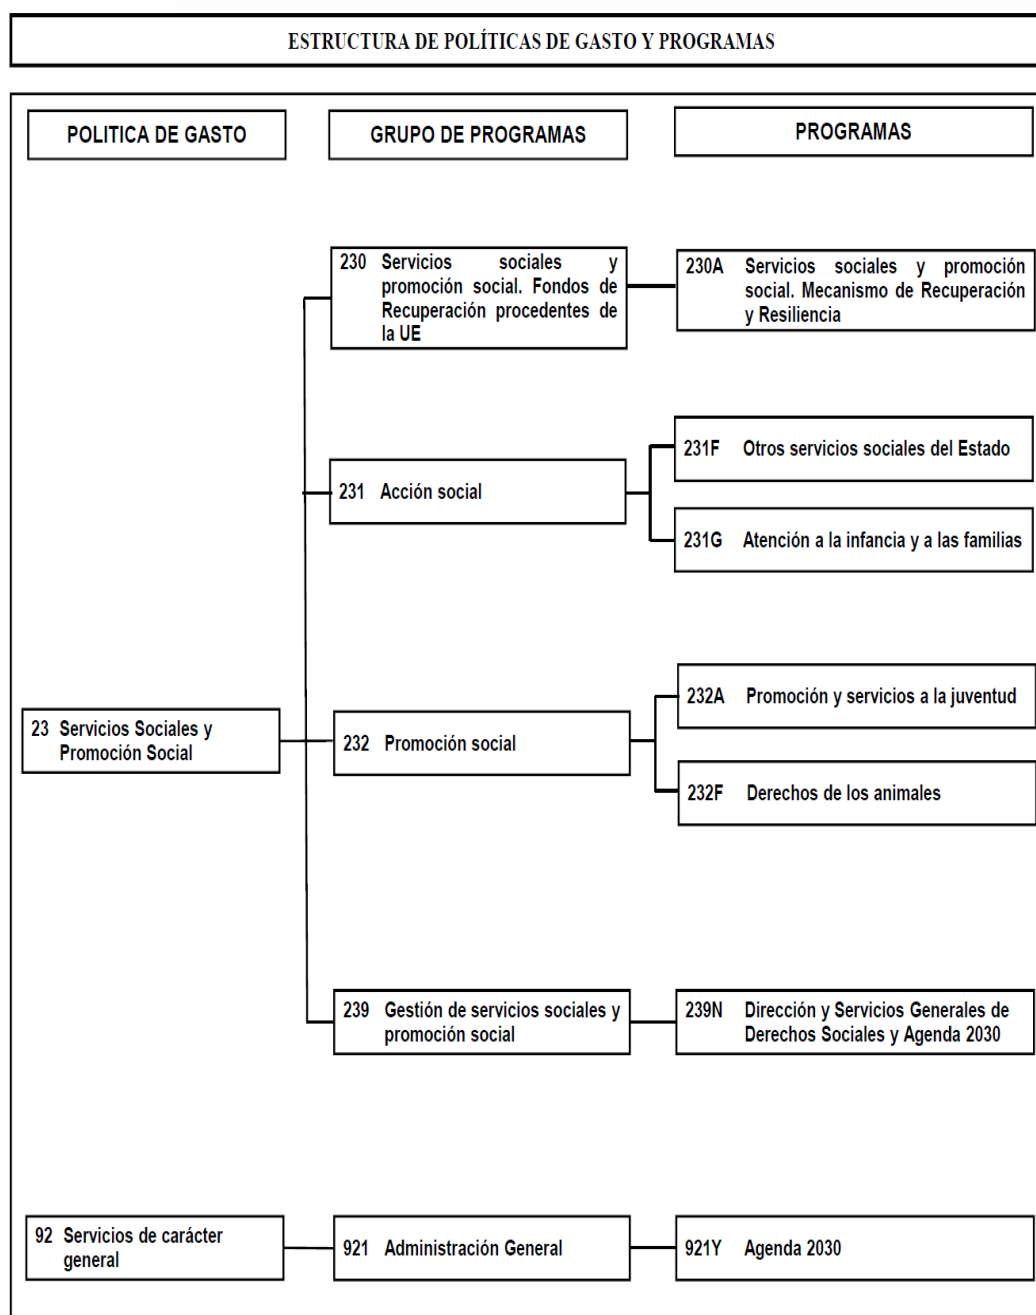 ESTRUCTURA DE POLÍTICAS DE GASTO Y PROGRAMAS
POLITICA DE GASTO
GRUPO DE PROGRAMAS
PROGRAMAS
230 Servicios sociales y
promoción social. Fondos de
Recuperación procedentes de
la UE
230A Servicios sociales y promoción
social. Mecanismo de Recuperación
y Resiliencia
231 Acción social
231F Otros servicios sociales del Estado
231G Atención a la infancia y a las familias
23 Servicios Sociales y
Promoción Social
232 Promoción social
232A Promoción y servicios a la juventud
232F Derechos de los animales
239 Gestión de servicios sociales y
promoción social
239N Dirección y Servicios Generales de
Derechos Sociales y Agenda 2030
92 Servicios de carácter
general
921 Administración General
921Y Agenda 2030